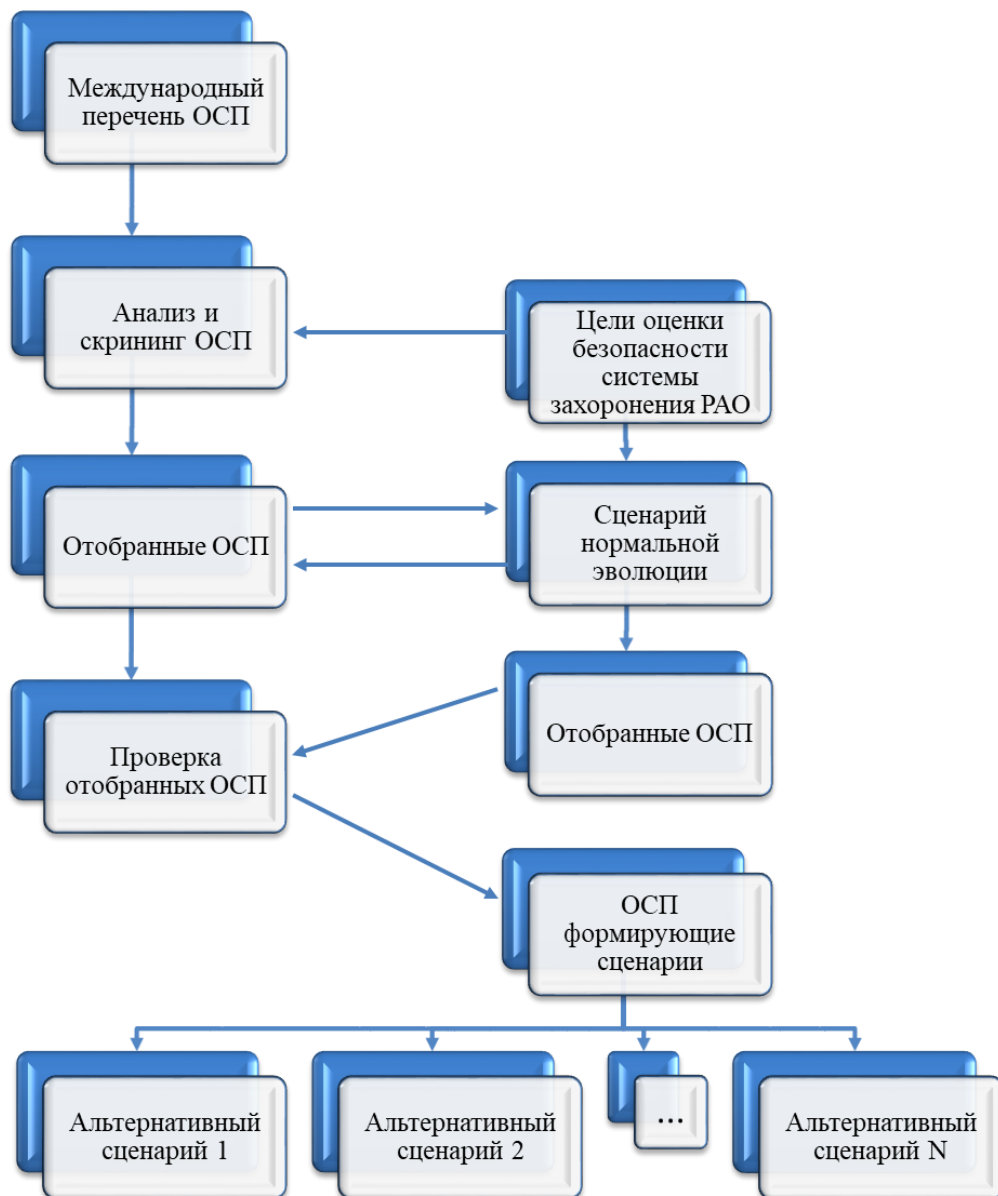 Международный
перечень ОСП
Анализ и
скрининг ОСП
Цели оценки
безопасности
системы
захоронения РАО
Отобранные ОСП
Сценарий
нормальной
эволюции
Проверка
отобранных ОСП
Отобранные ОСП
ОСП
формирующие
сценарии
Альтернативный
сценарий 1
Альтернативный
сценарий 2
...
Альтернативный
сценарий N